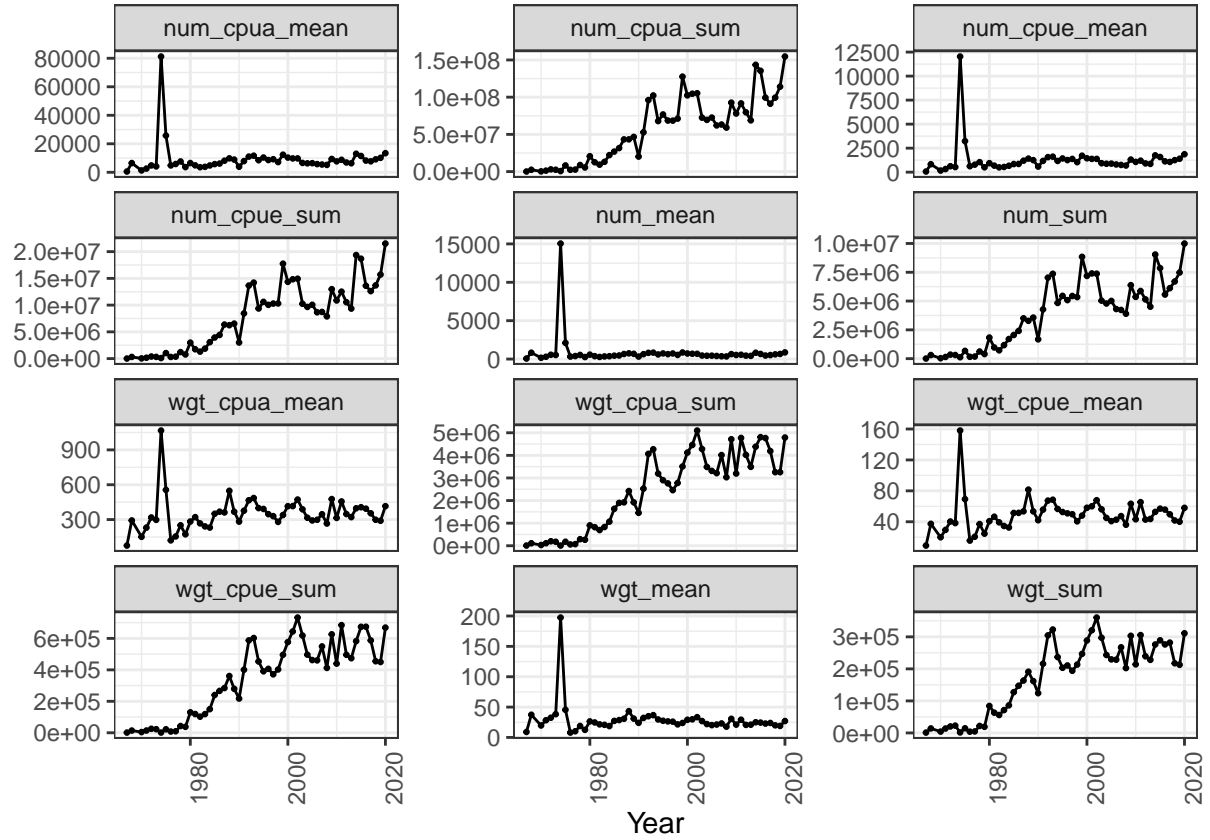 num_cpua_mean
80000
60000
40000
20000
0
num_cpua_sum
1.5e+08
1.0e+08
5.0e+07
0.0e+00
num_cpue_mean
12500
10000
7500
5000
2500
0
num_cpue_sum
2.0e+07
1.5e+07
1.0e+07
5.0e+06
0.0e+00
num_mean
15000
10000
5000
0
num_sum
1.0e+07
7.5e+06
5.0e+06
2.5e+06
0.0e+00
wgt_cpua_mean
900
600
300
wgt_cpua_sum
5e+06
4e+06
3e+06
2e+06
1e+06
0e+00
wgt_cpue_mean
160
120
80
40
wgt_cpue_sum
6e+05
4e+05
2e+05
0e+00
wgt_mean
200
150
100
50
0
wgt_sum
3e+05
2e+05
1e+05
0e+00
1980
2000
2020
1980
2000
2020
1980
2000
2020
Year